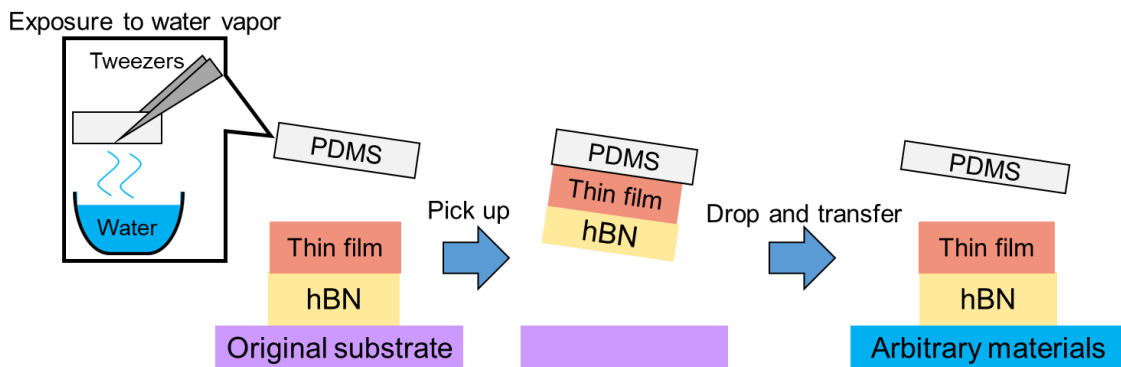 Exposure to water vapor
Tweezers
Water
PDMS
Thin film
hBN
Original substrate
Pick up
PDMS
Thin film
hBN
Drop and transfer
PDMS
Thin film
hBN
Arbitrary materials